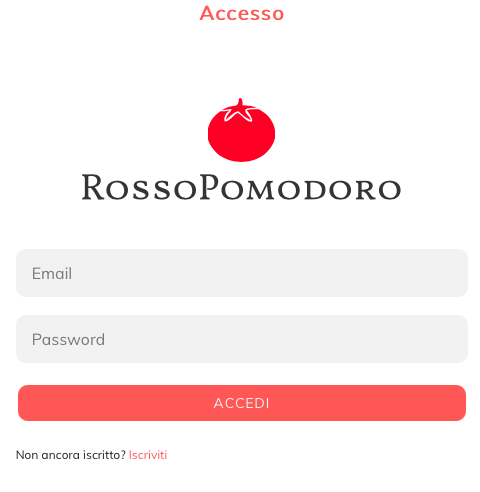 Accesso
RossoPomodoro
Email
Password
ACCEDI
Non ancora iscritto? Iscriviti